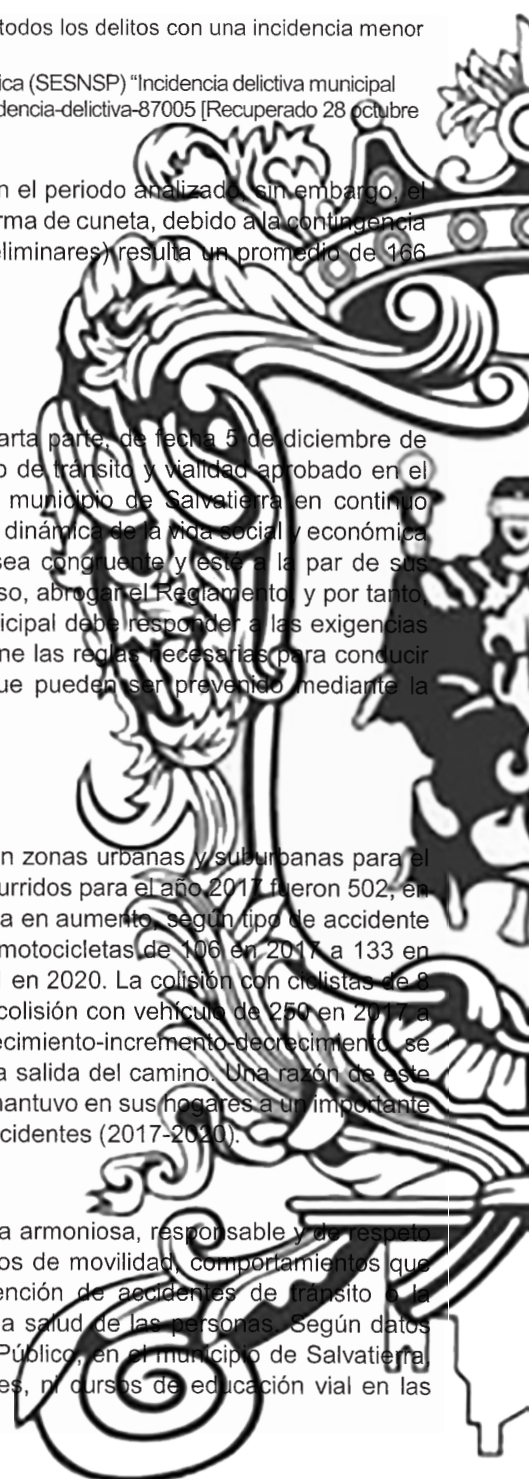 todos los delitos con una incidencia menor
ica (SESNSP) “Incidencia delictiva municipal
dencia-delictiva-87005 [Recuperado 28 octubre
n el periodo analizado, sin embargo, el
rma de cuneta, debido a la contingencia
eliminares) resulta un promedio de 166
arta parte, de fecha 5 de diciembre de
o de tránsito y vialidad aprobado en el
municipio de Salvatierra en continuo
dinámica de la vida social y económica
sea congruente y esté a la par de sus
so, abrogar el Reglamento, y por tanto,
icipal debe responder a las exigencias
ne las reglas necesarias para conducir
ue pueden ser prevenido mediante la
n zonas urbanas y suburbanas para el
urridos para el año 2017 fueron 502, en
a en aumento, según tipo de accidente
motocicletas de 106 en 2017 a 133 en
en 2020. La colisión con ciclistas de 8
colisión con vehículo de 250 en 2017 a
ecimiento-incremento-decrecimiento, se
a salida del camino. Una razón de este
mantuvo en sus hogares a un importante
ccidentes (2017-2020).
a armoniosa, responsable y de respeto
os de movilidad, comportamientos que
ención de accidentes de tránsito o la
a salud de las personas. Según datos
Público, en el municipio de Salvatierra,
es, ni cursos de educación vial en las